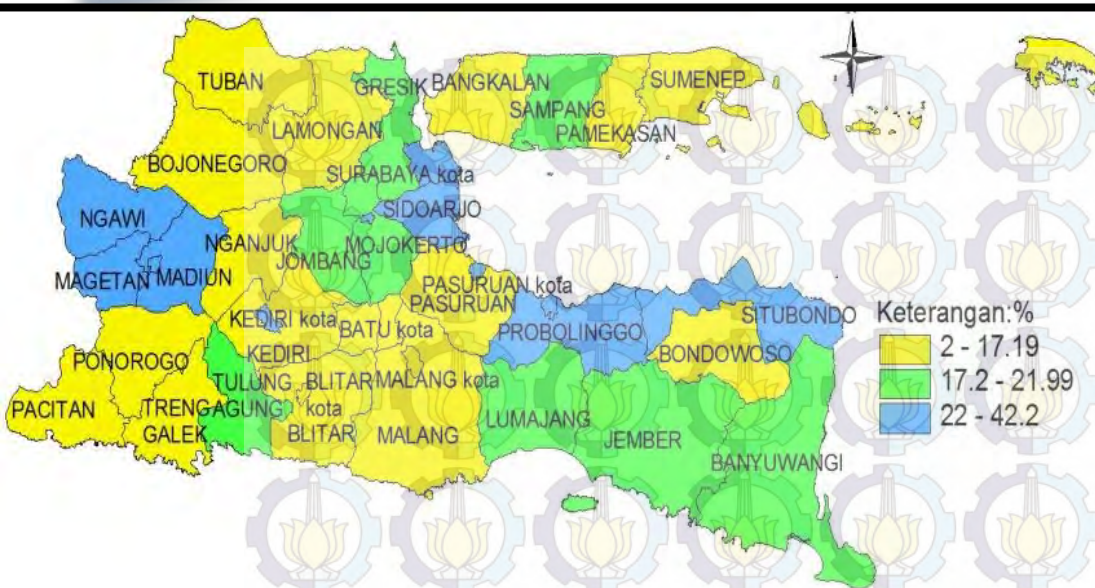 TUBAN
GRESIK
BANGKALAN
SUMENEP
SAMPANG
PAMEKASAN
LAMONGAN
BOJONEGORO
SURABAYA kota
NGAWI
SIDOARJO
NGANJUK
MOJOKERTO
JOMBANG
MAGETAN
MADIUN
PASURUAN kota
PASURUAN
KEDIRI kota
BATU kota
PROBOLINGGO
SITUBONDO
Keterangan:%
2 - 17.19
17.2 - 21.99
22 - 42.2
PONOROGO
KEDIRI
BONDOWOSO
TULUNG
AGUNG
BLITAR
kota
MALANG kota
PACITAN
TRENG
GALEK
BLITAR
MALANG
LUMAJANG
JEMBER
BANYUWANGI